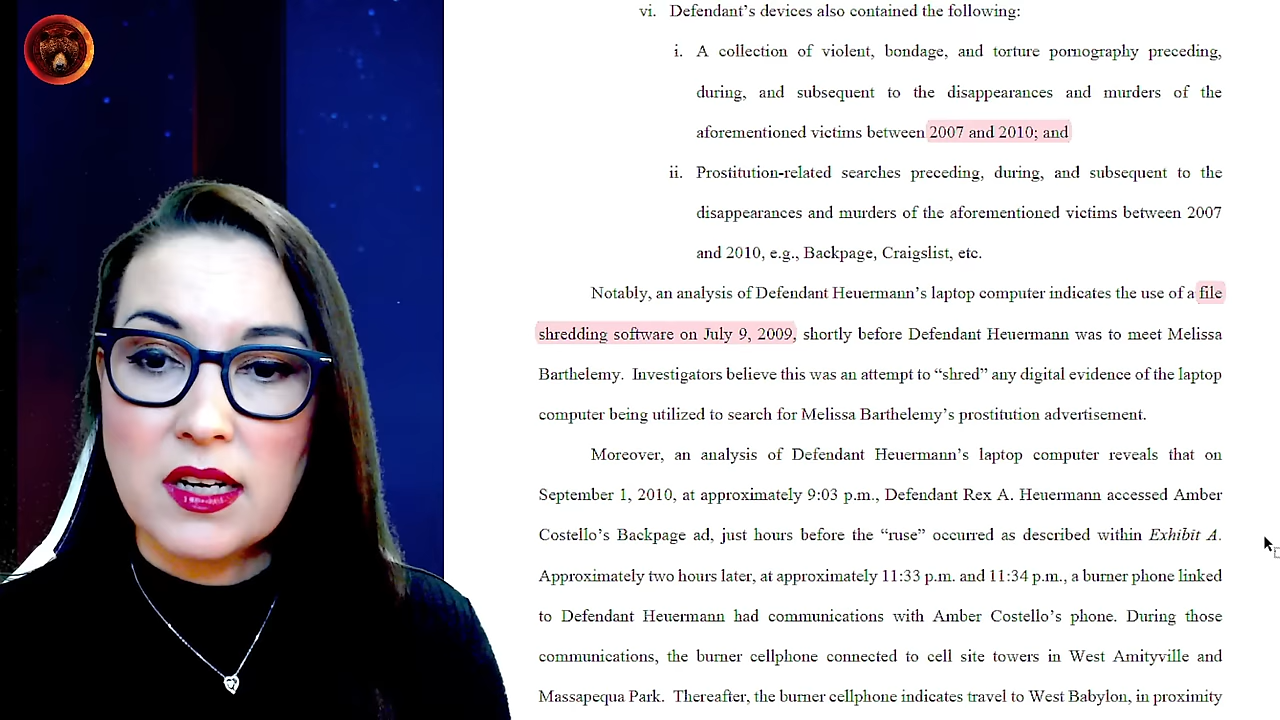 vi. Defendant’s devices also contained the following:
i. A collection of violent, bondage, and torture pornography preceding,
during, and subsequent to the disappearances and murders of the
aforementioned victims between 2007 and 2010; and
ii. Prostitution-related searches preceding, during, and subsequent to the
disappearances and murders of the aforementioned victims between 2007
and 2010, e.g., Backpage, Craigslist, etc.
Notably, an analysis of Defendant Heuermann’s laptop computer indicates the use of a file
shredding software on July 9, 2009, shortly before Defendant Heuermann was to meet Melissa
Barthelemy. Investigators believe this was an attempt to “shred” any digital evidence of the laptop
computer being utilized to search for Melissa Barthelemy’s prostitution advertisement.
Moreover, an analysis of Defendant Heuermann’s laptop computer reveals that on
September 1, 2010, at approximately 9:03 p.m., Defendant Rex A. Heuermann accessed Amber
Costello’s Backpage ad, just hours before the “ruse” occurred as described within Exhibit A.
Approximately two hours later, at approximately 11:33 p.m. and 11:34 p.m., a burner phone linked
to Defendant Heuermann had communications with Amber Costello’s phone. During those
communications, the burner cellphone connected to cell site towers in West Amityville and
Massapequa Park. Thereafter, the burner cellphone indicates travel to West Babylon, in proximity